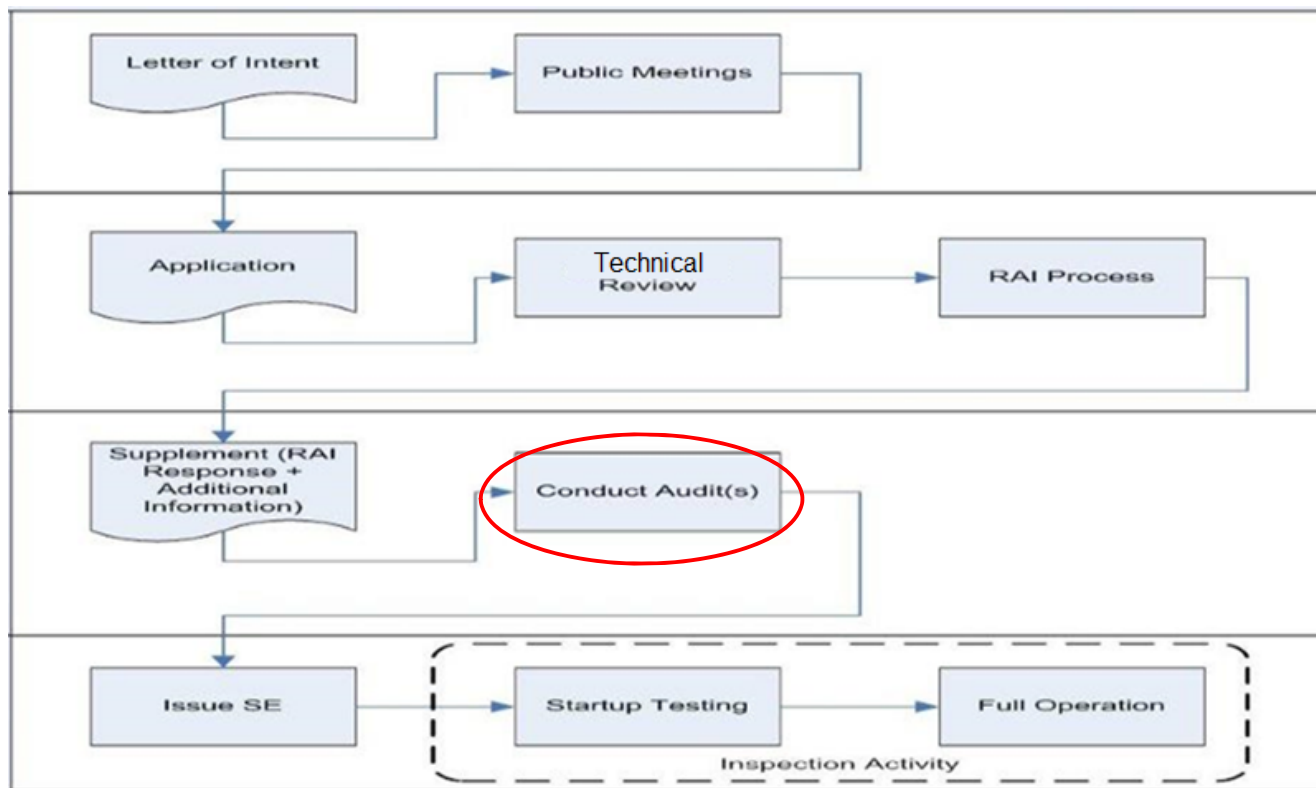 Letter of Intent
Public Meetings
Application
Technical
Review
RAI Process
Supplement (RAI
Response +
Additional
Information)
Conduct Audit(s)
Issue SE
Startup Testing
Full Operation
Inspection Activity